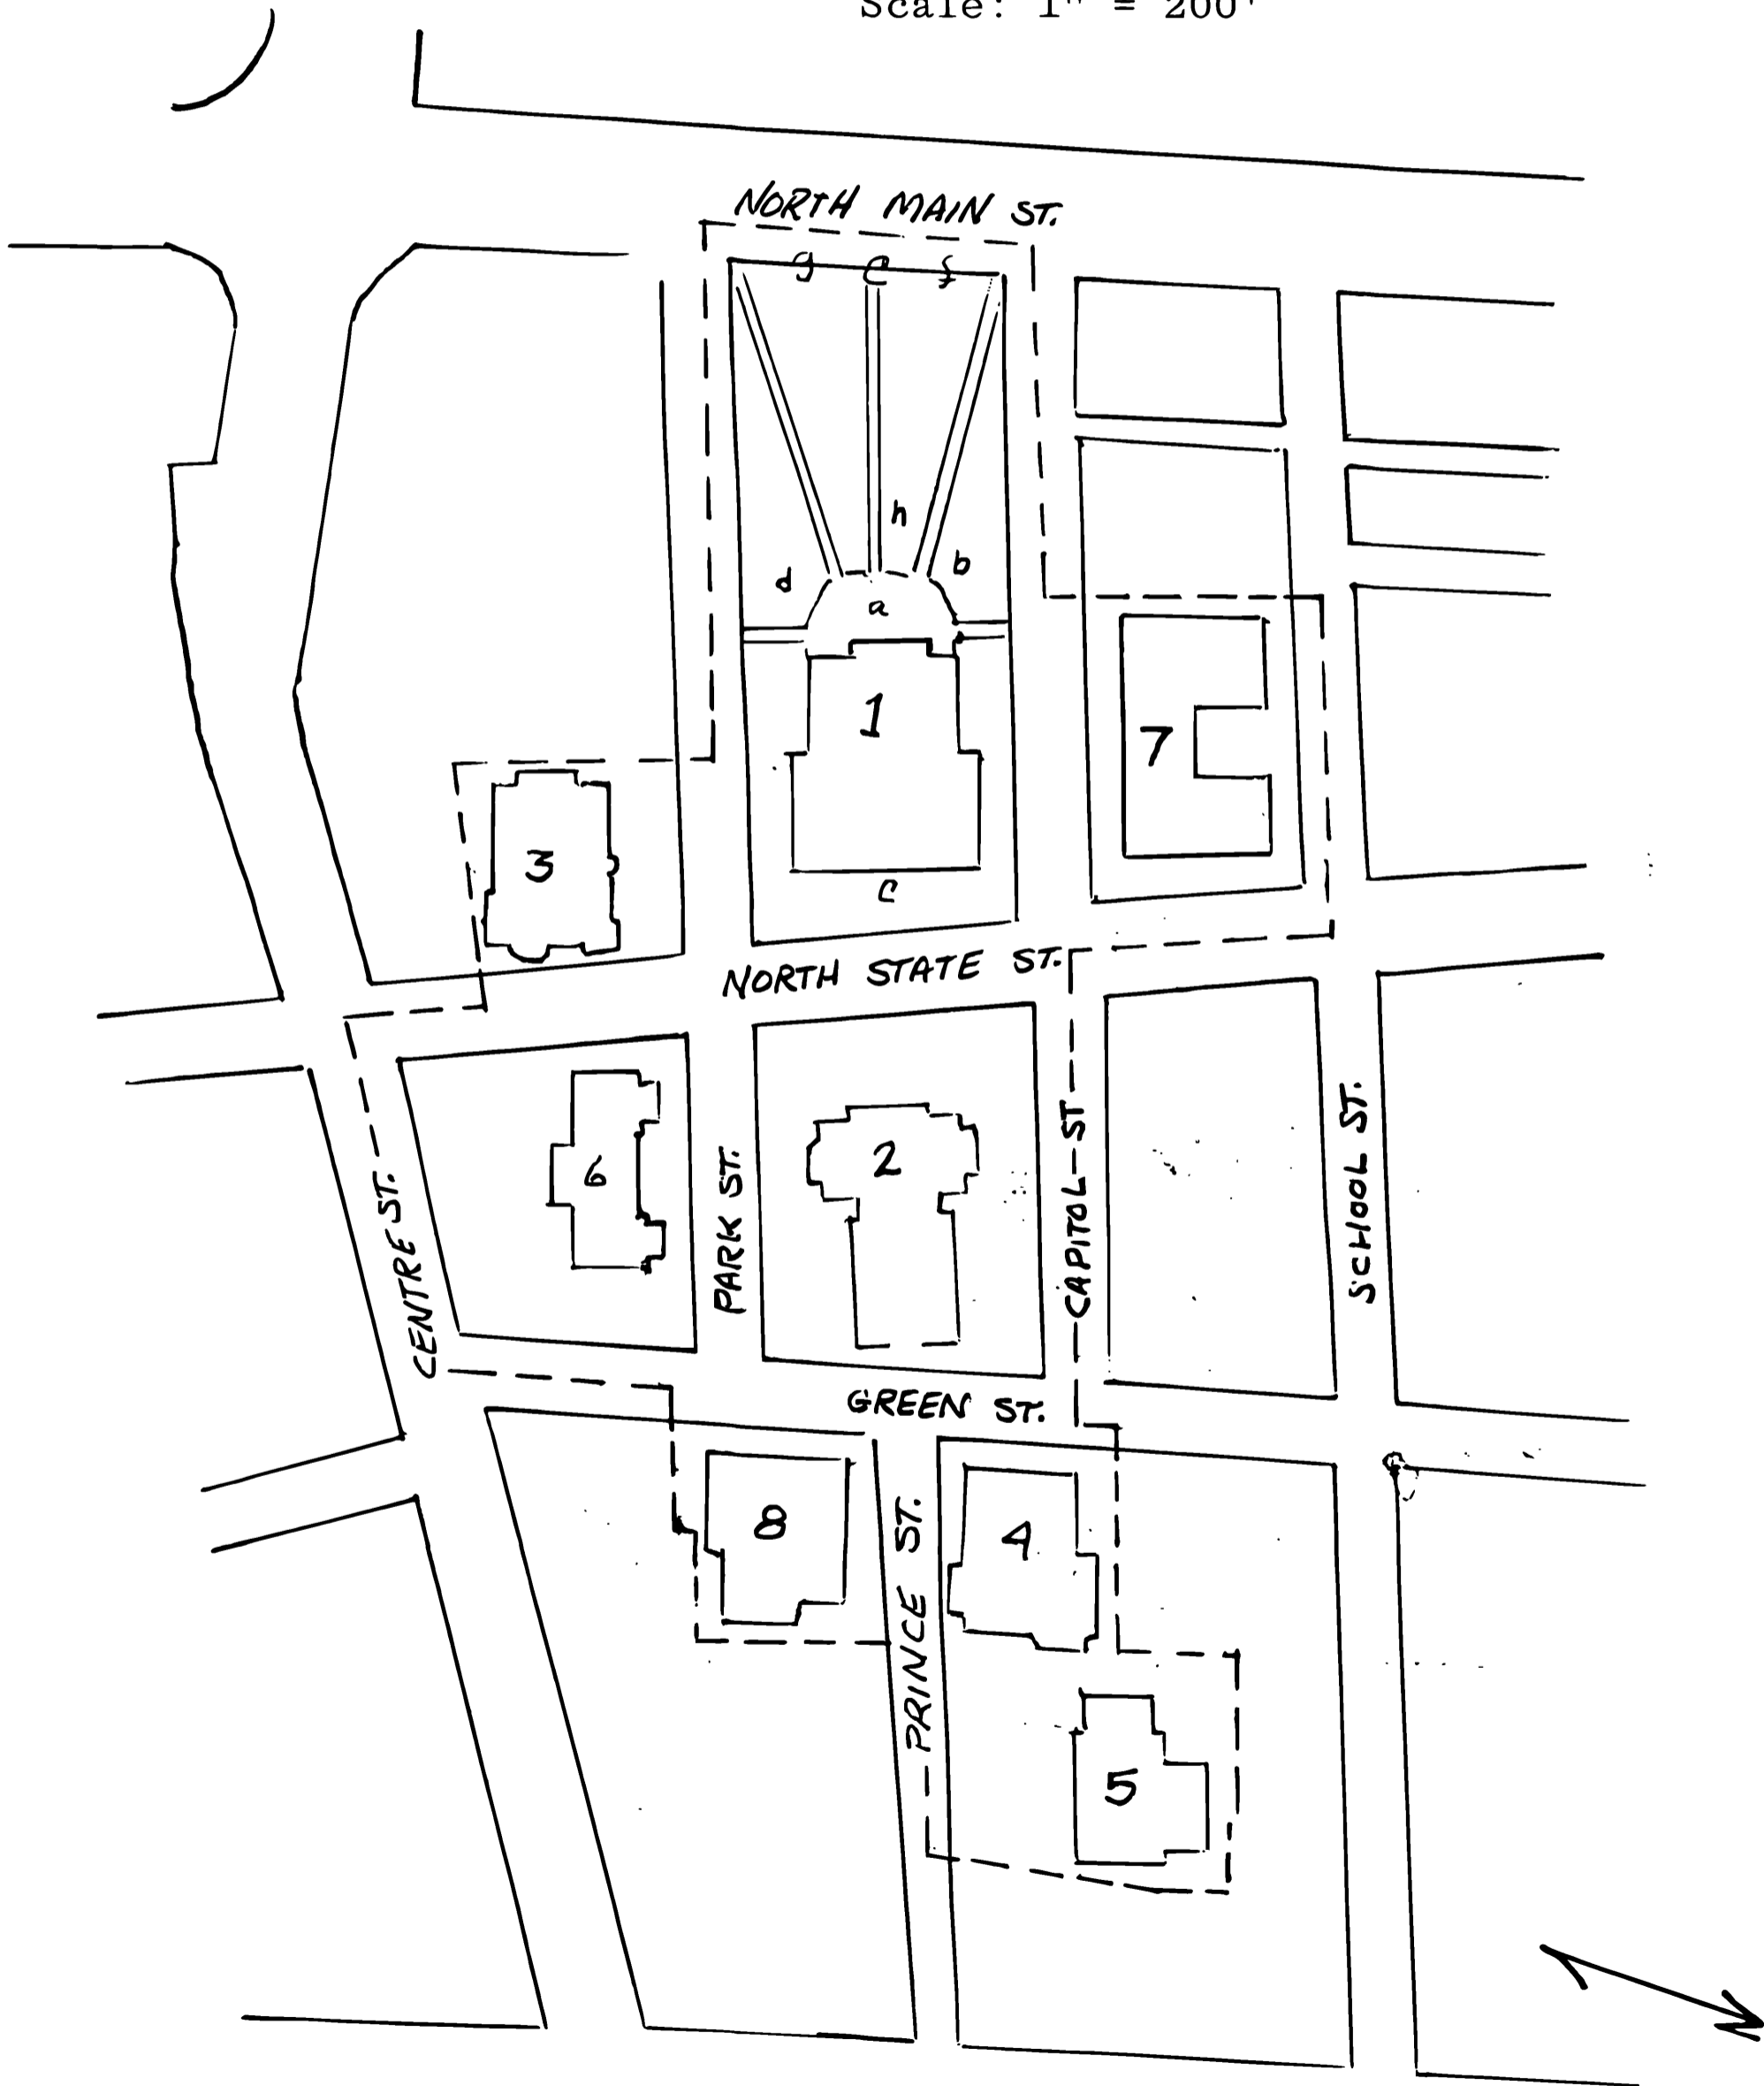 Scale: 1" = 200'
NORTH MAIN ST.
g e f
h
d b
a
1
7
3
c
NORTH STATE ST.
6
2
CENTRE ST.
PARK ST.
CAPITOL ST
SCHOOL ST.
GREEN ST.
8
4
PRINCE ST.
5